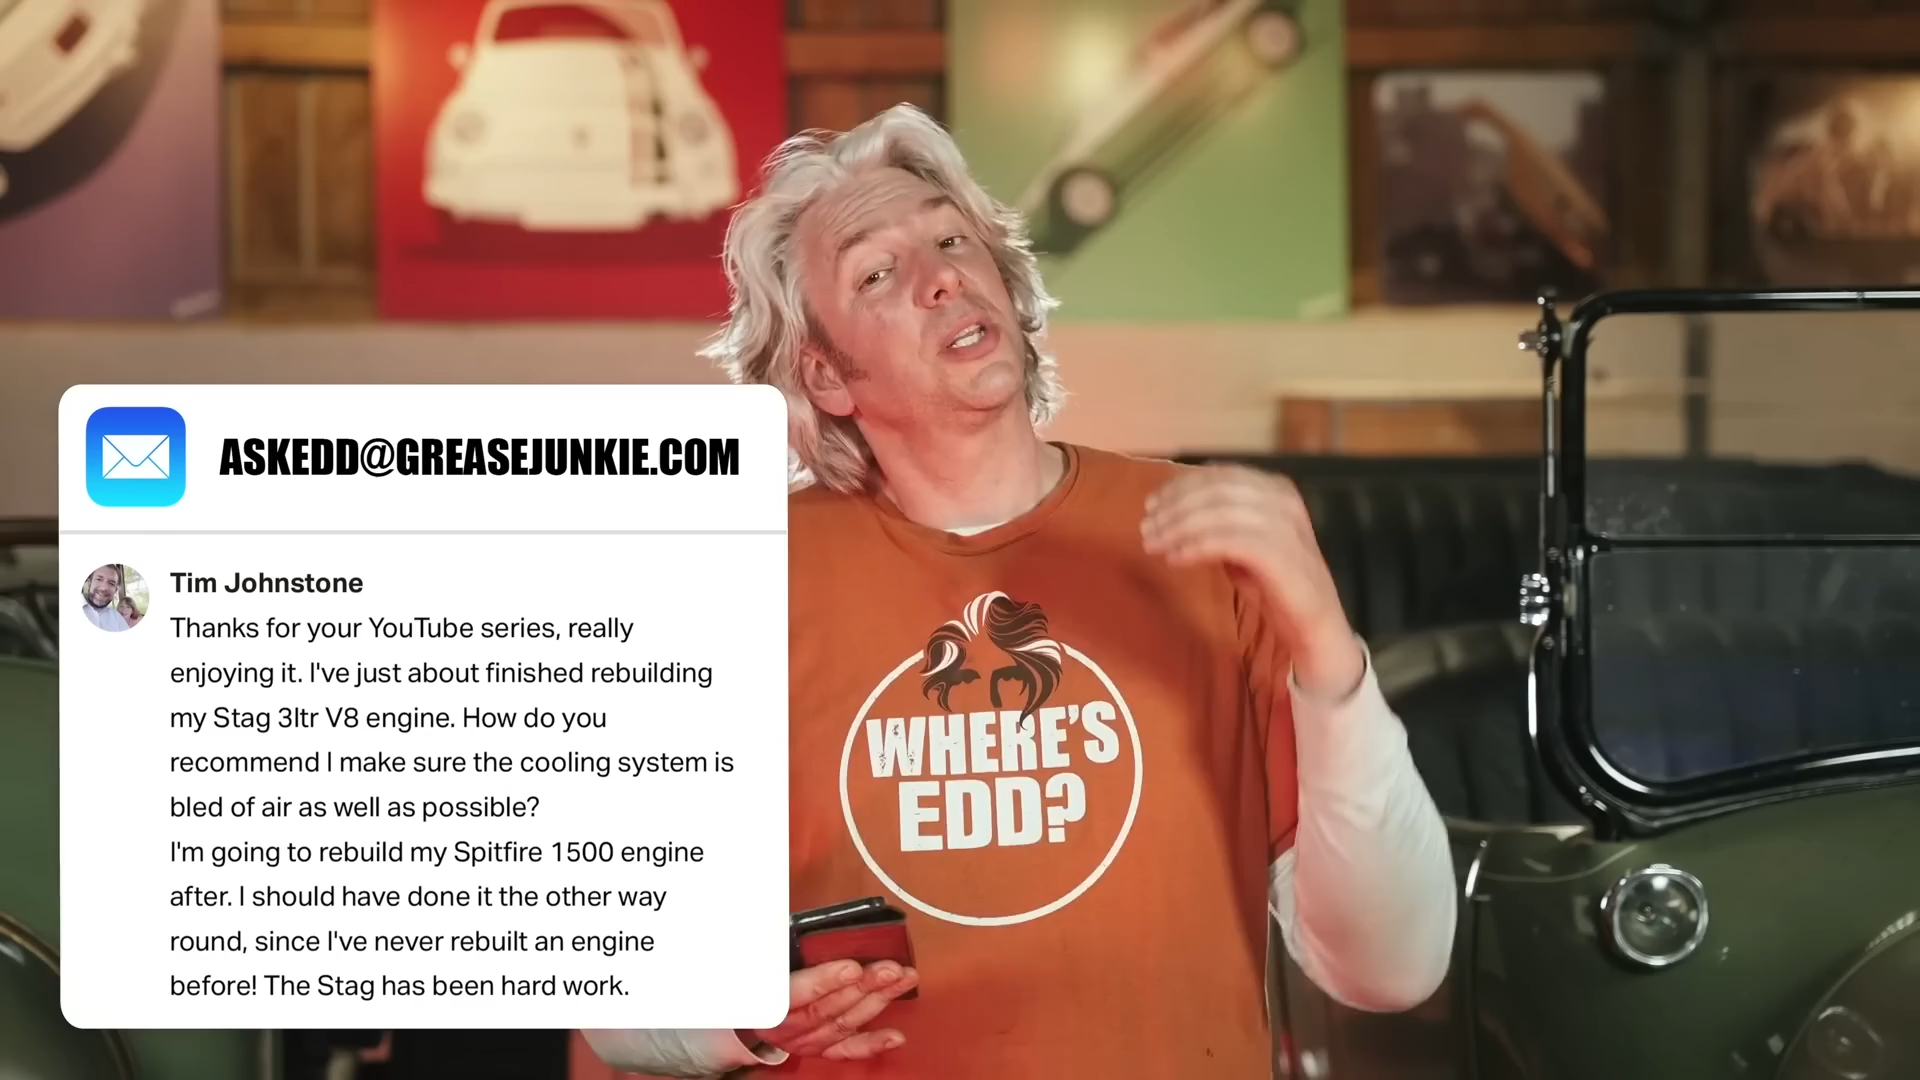 ASKEDD@GREASEJUNKIE.COM
Tim Johnstone
Thanks for your YouTube series, really
enjoying it. I've just about finished rebuilding
my Stag 3ltr V8 engine. How do you
recommend I make sure the cooling system is
bled of air as well as possible?
I'm going to rebuild my Spitfire 1500 engine
after. I should have done it the other way
round, since I've never rebuilt an engine
before! The Stag has been hard work.
WHERE'S
EDD?